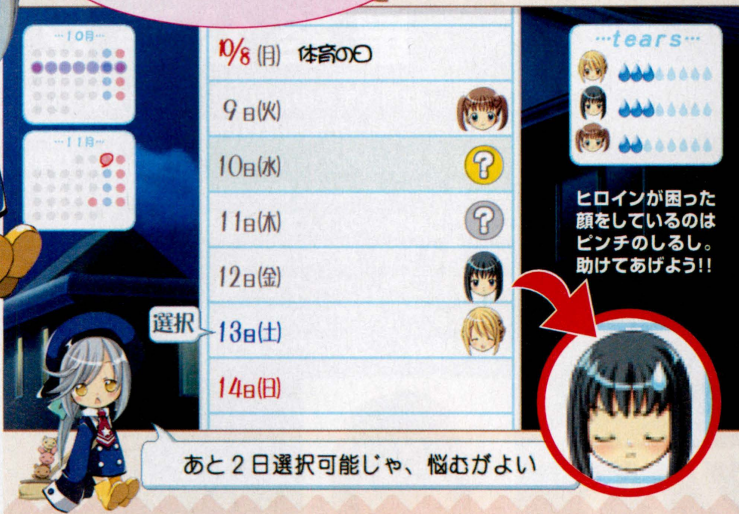 …10月…
…11月…
10/8(月) 体育の日
9日(火)
10日(水)
?
11日(木)
?
12日(金)
選択
13日(土)
14日(日)
…tears…
ヒロインが困った
顔をしているのは
ピンチのしるし。
助けてあげよう!!
あと2日選択可能じゃ、悩むがよい